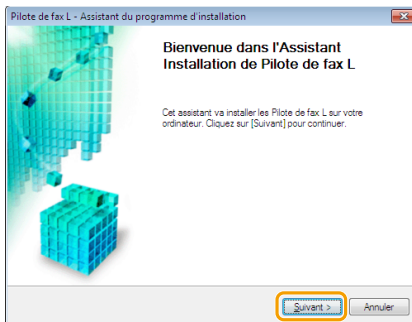 Pilote de fax L - Assistant du programme d'installation
Bienvenue dans l'Assistant
Installation de Pilote de fax L
Cet assistant va installer les Pilote de fax L sur votre
ordinateur. Cliquez sur [Suivant] pour continuer.
Suivant >
Annuler